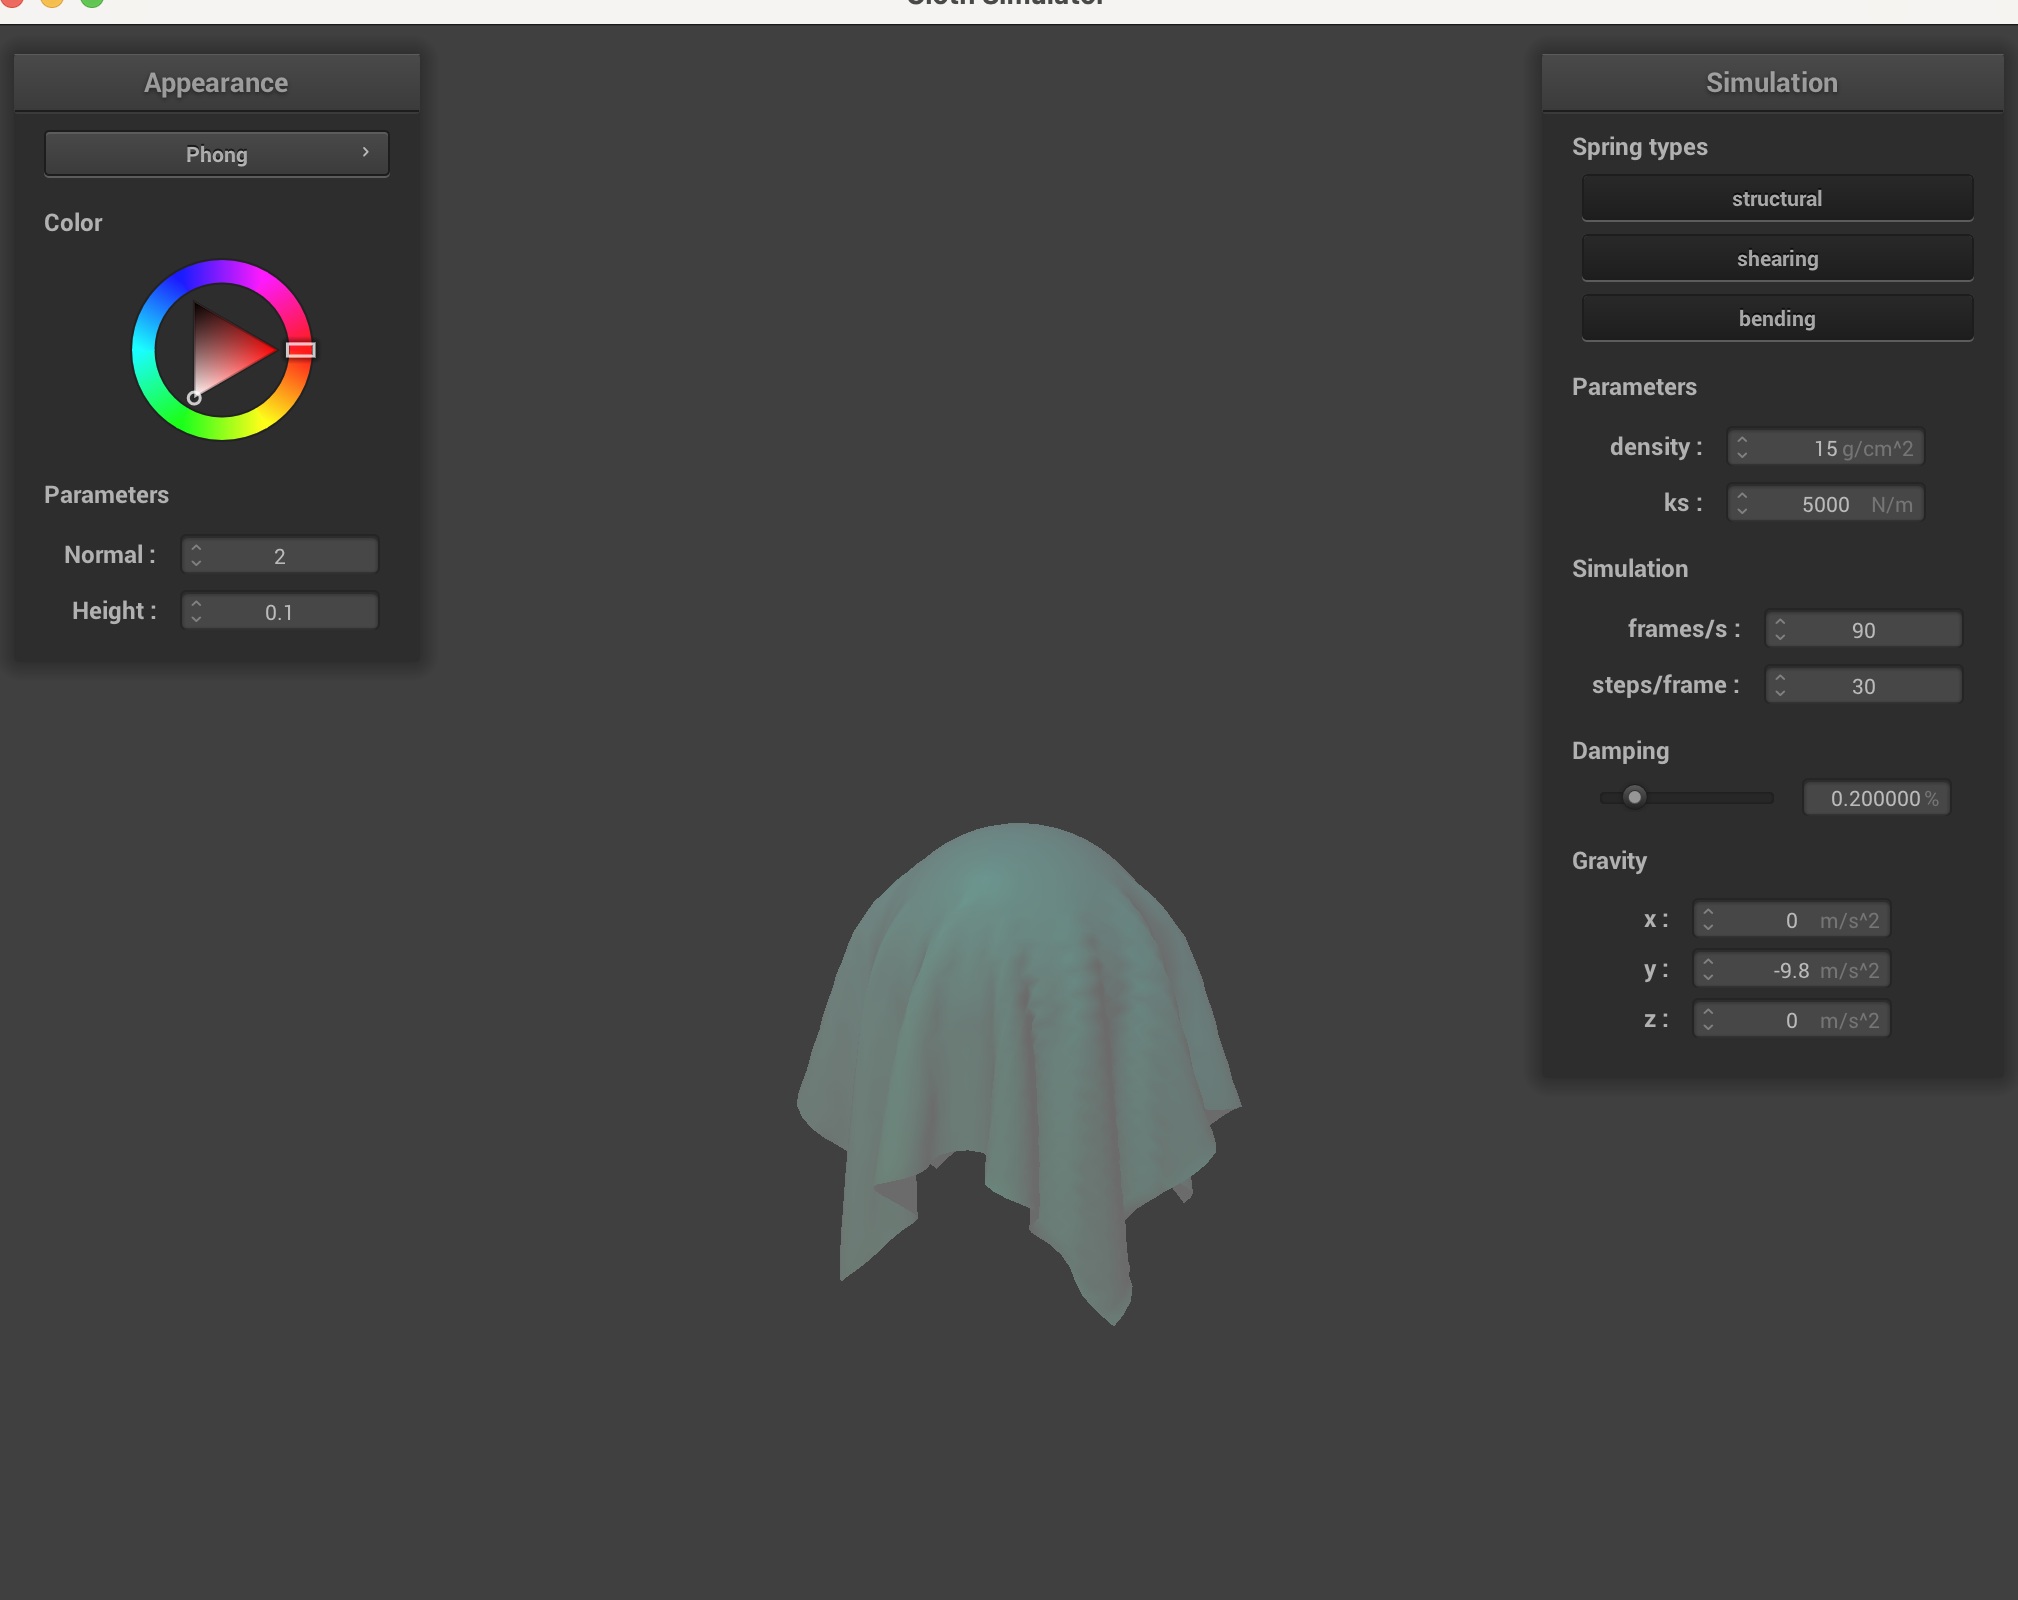 Cloth Simulator
Appearance
Phong
Color
Parameters
Normal : 2
Height : 0.1
Simulation
Spring types
structural
shearing
bending
Parameters
density : 15 g/cm^2
ks : 5000 N/m
Simulation
frames/s : 90
steps/frame : 30
Damping
0.200000 %
Gravity
x : 0 m/s^2
y : -9.8 m/s^2
z : 0 m/s^2